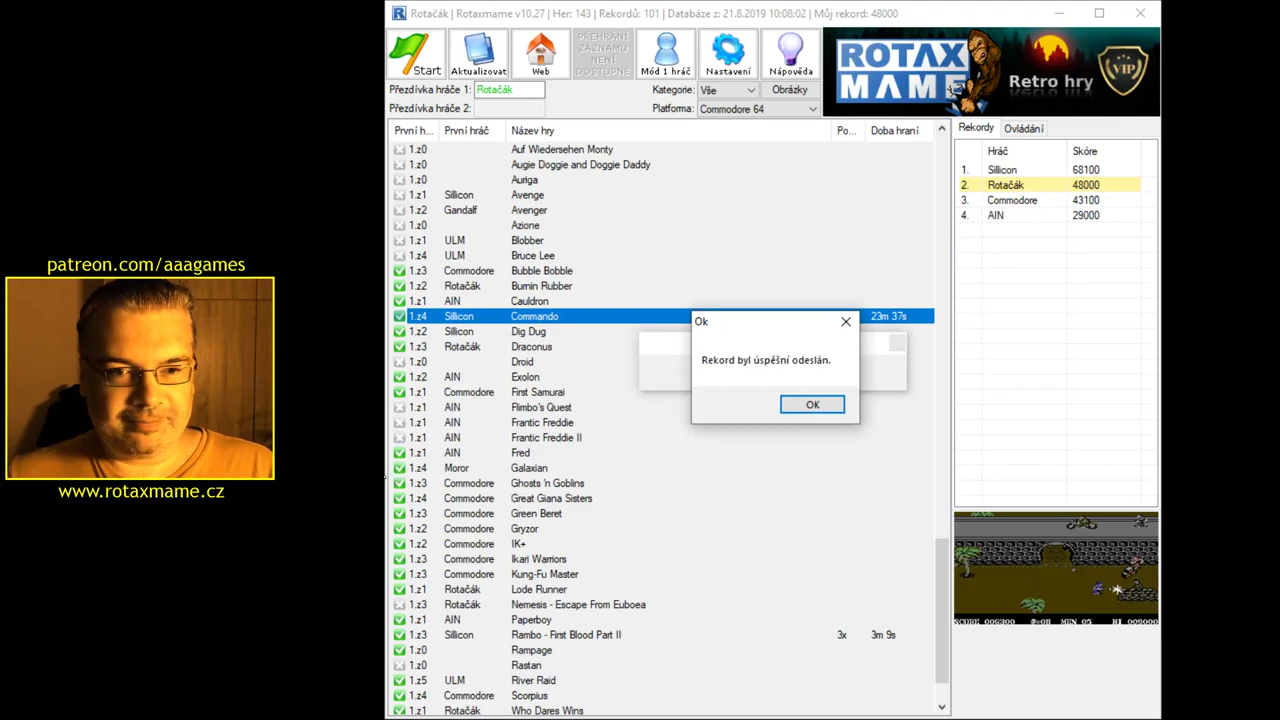 Rotačák | Rotaxmame v10.27 | Her: 143 | Rekordů: 101 | Databáze z: 21.8.2019 10:08:02 | Můj rekord: 48000
Start
Aktualizovat
Web
PŘEHRÁNÍ
ZÁZNAMU
NENÍ
DOSTUPNÉ
Mód 1 hráč
Nastavení
Nápověda
ROTAX
MAME
Retro hry
VIP
Přezdívka hráče 1: Rotačák
Kategorie: Vše
Obrázky
Přezdívka hráče 2:
Platforma: Commodore 64
První h... První hráč Název hry Po... Doba hraní
1.z0 Auf Wiedersehen Monty
1.z0 Augie Doggie and Doggie Daddy
1.z0 Auriga
1.z1 Sillicon Avenge
1.z2 Gandalf Avenger
1.z0 Azione
1.z1 ULM Blobber
1.z4 ULM Bruce Lee
1.z3 Commodore Bubble Bobble
1.z2 Rotačák Burnin Rubber
1.z1 AIN Cauldron
1.z4 Sillicon Commando 23m 37s
1.z2 Sillicon Dig Dug
1.z3 Rotačák Draconus
1.z0 Droid
1.z2 AIN Exolon
1.z1 Commodore First Samurai
1.z1 AIN Flimbo's Quest
1.z1 AIN Frantic Freddie
1.z1 AIN Frantic Freddie II
1.z1 AIN Fred
1.z4 Moror Galaxian
1.z3 Commodore Ghosts 'n Goblins
1.z4 Commodore Great Giana Sisters
1.z3 Commodore Green Beret
1.z2 Commodore Gryzor
1.z2 Commodore IK+
1.z3 Commodore Ikari Warriors
1.z3 Commodore Kung-Fu Master
1.z1 Rotačák Lode Runner
1.z3 Rotačák Nemesis - Escape From Euboea
1.z1 AIN Paperboy
1.z3 Sillicon Rambo - First Blood Part II 3x 3m 9s
1.z0 Rampage
1.z0 Rastan
1.z5 ULM River Raid
1.z4 Commodore Scorpius
1.z1 Rotačák Who Dares Wins
Ok
Rekord byl úspěšní odeslán.
OK
Rekordy Ovládání
Hráč Skóre
1. Sillicon 68100
2. Rotačák 48000
3. Commodore 43100
4. AIN 29000
patreon.com/aaagames
www.rotaxmame.cz